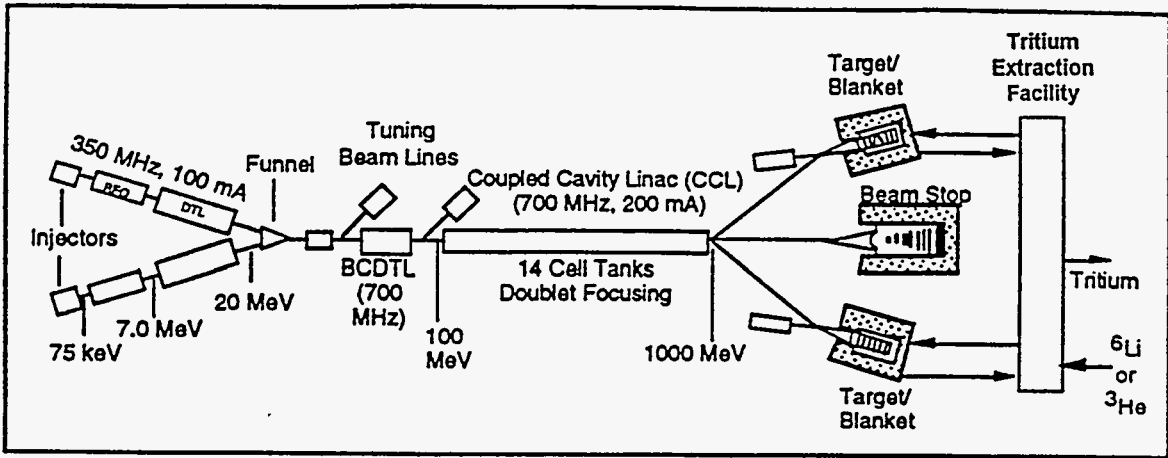 350 MHz, 100 mA
RFQ
DTL
Injectors
75 keV
7.0 MeV
20 MeV
Funnel
Tuning
Beam Lines
BCDTL
(700
MHz)
100
MeV
Coupled Cavity Linac (CCL)
(700 MHz, 200 mA)
14 Cell Tanks
Doublet Focusing
1000 MeV
Target/
Blanket
Beam Stop
Target/
Blanket
Tritium
Extraction
Facility
Tritium
⁶Li
or
³He